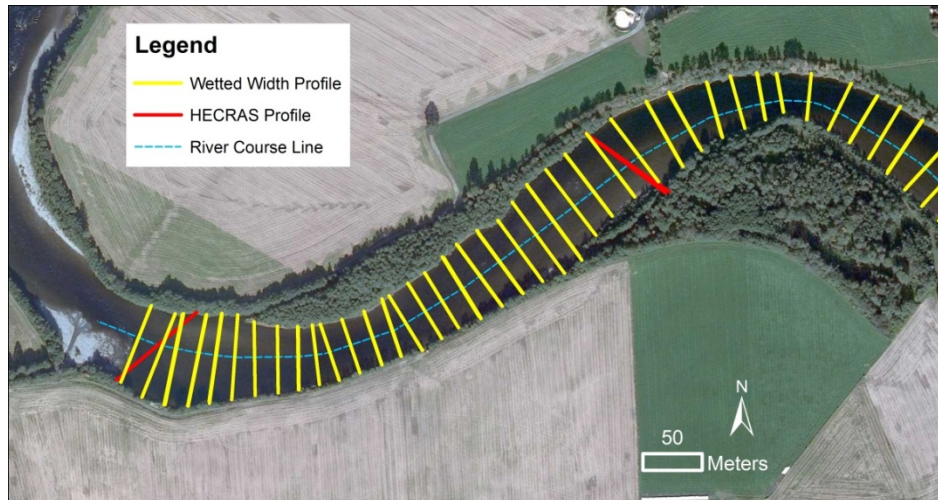 Legend
Wetted Width Profile
HECRAS Profile
River Course Line
N
50
Meters